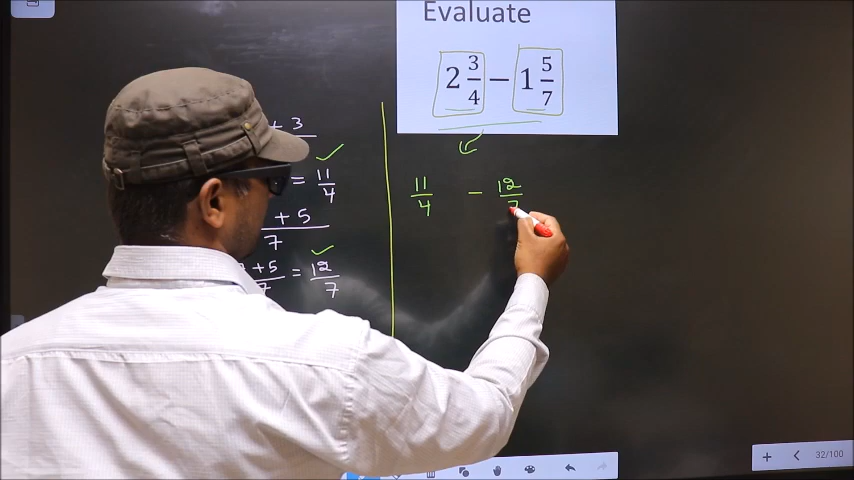 Evaluate
2 3/4 − 1 5/7
+ 3
= 11/4
+ 5
7
+5/7 = 12/7
11/4 − 12/7
32/100